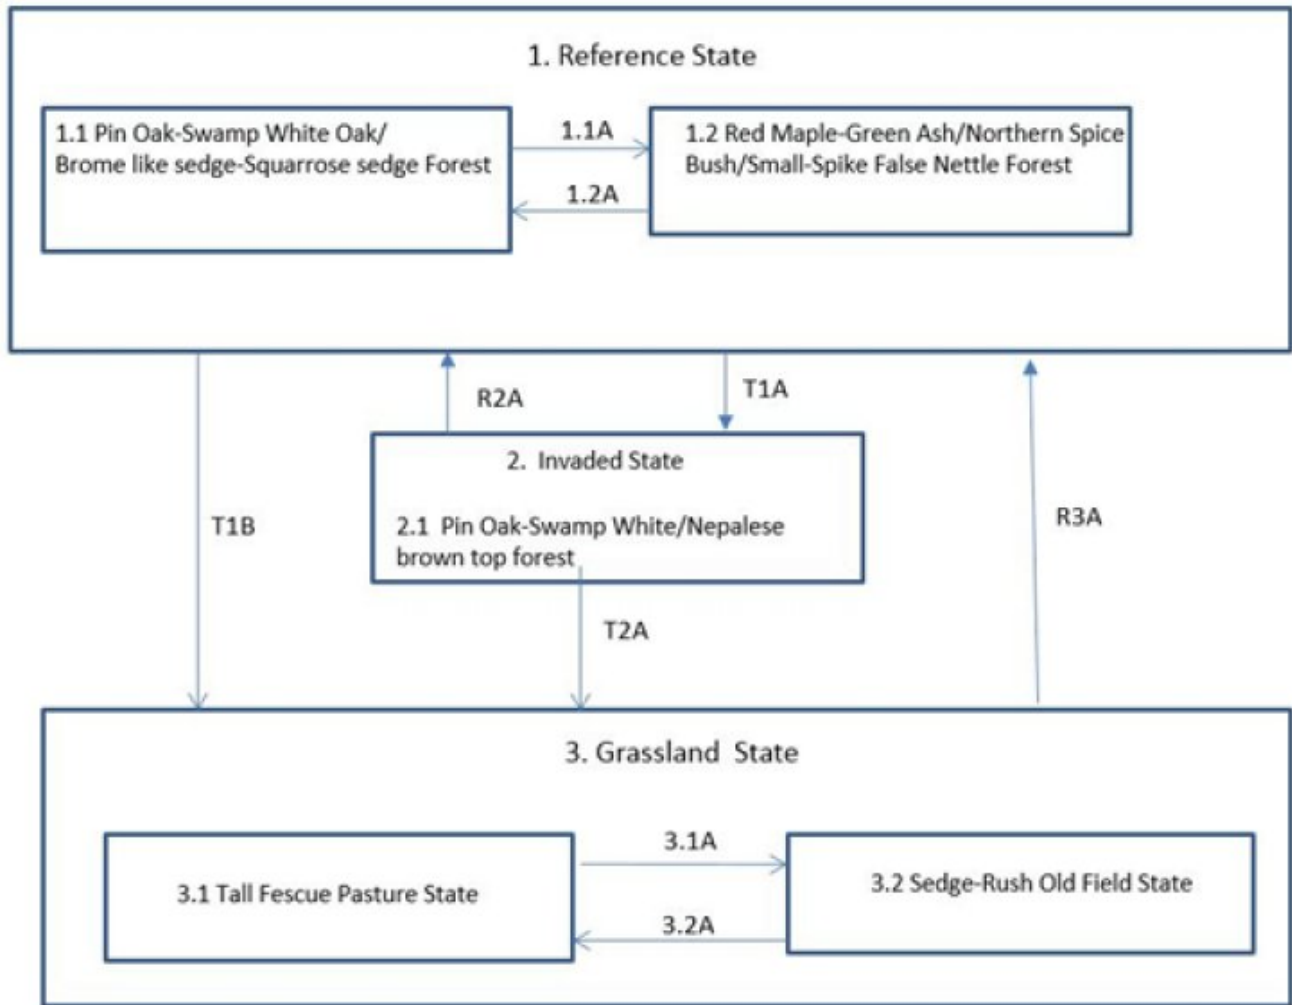 1. Reference State
1.1 Pin Oak-Swamp White Oak/
Brome like sedge-Squarrose sedge Forest
1.1A
1.2A
1.2 Red Maple-Green Ash/Northern Spice
Bush/Small-Spike False Nettle Forest
T1B
R2A
T1A
R3A
2. Invaded State
2.1 Pin Oak-Swamp White/Nepalese
brown top forest
T2A
3. Grassland State
3.1 Tall Fescue Pasture State
3.1A
3.2A
3.2 Sedge-Rush Old Field State